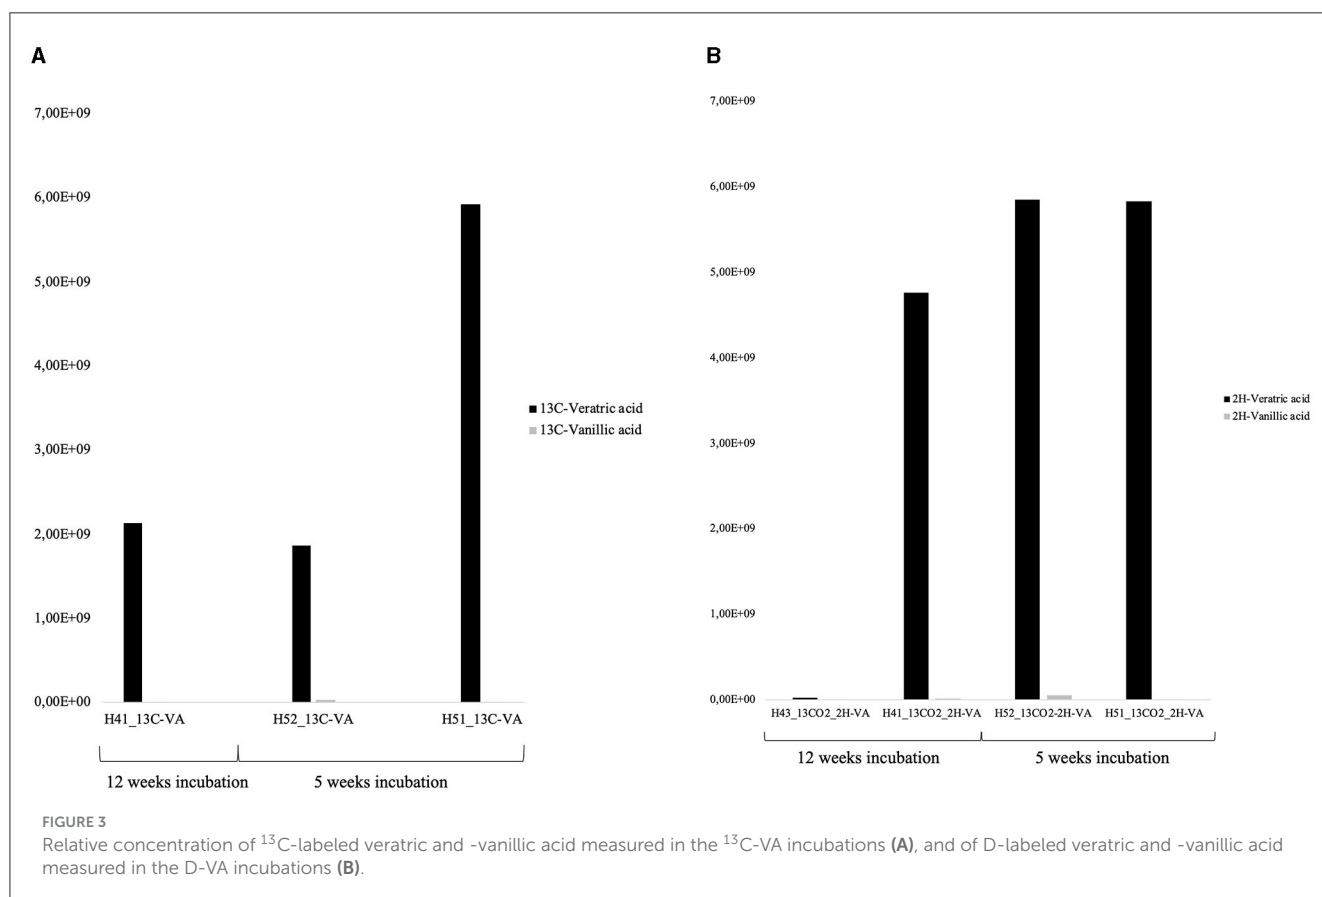 A
7,00E+09
6,00E+09
5,00E+09
4,00E+09
3,00E+09
2,00E+09
1,00E+09
0,00E+00
H41_13C-VA
H52_13C-VA
H51_13C-VA
12 weeks incubation
5 weeks incubation
13C-Veratric acid
13C-Vanillic acid
B
7,00E+09
6,00E+09
5,00E+09
4,00E+09
3,00E+09
2,00E+09
1,00E+09
0,00E+00
H43_13CO2_2H-VA
H41_13CO2_2H-VA
H52_13CO2-2H-VA
H51_13CO2_2H-VA
12 weeks incubation
5 weeks incubation
2H-Veratric acid
2H-Vanillic acid
FIGURE 3
Relative concentration of ¹³C-labeled veratric and -vanillic acid measured in the ¹³C-VA incubations (A), and of D-labeled veratric and -vanillic acid
measured in the D-VA incubations (B).